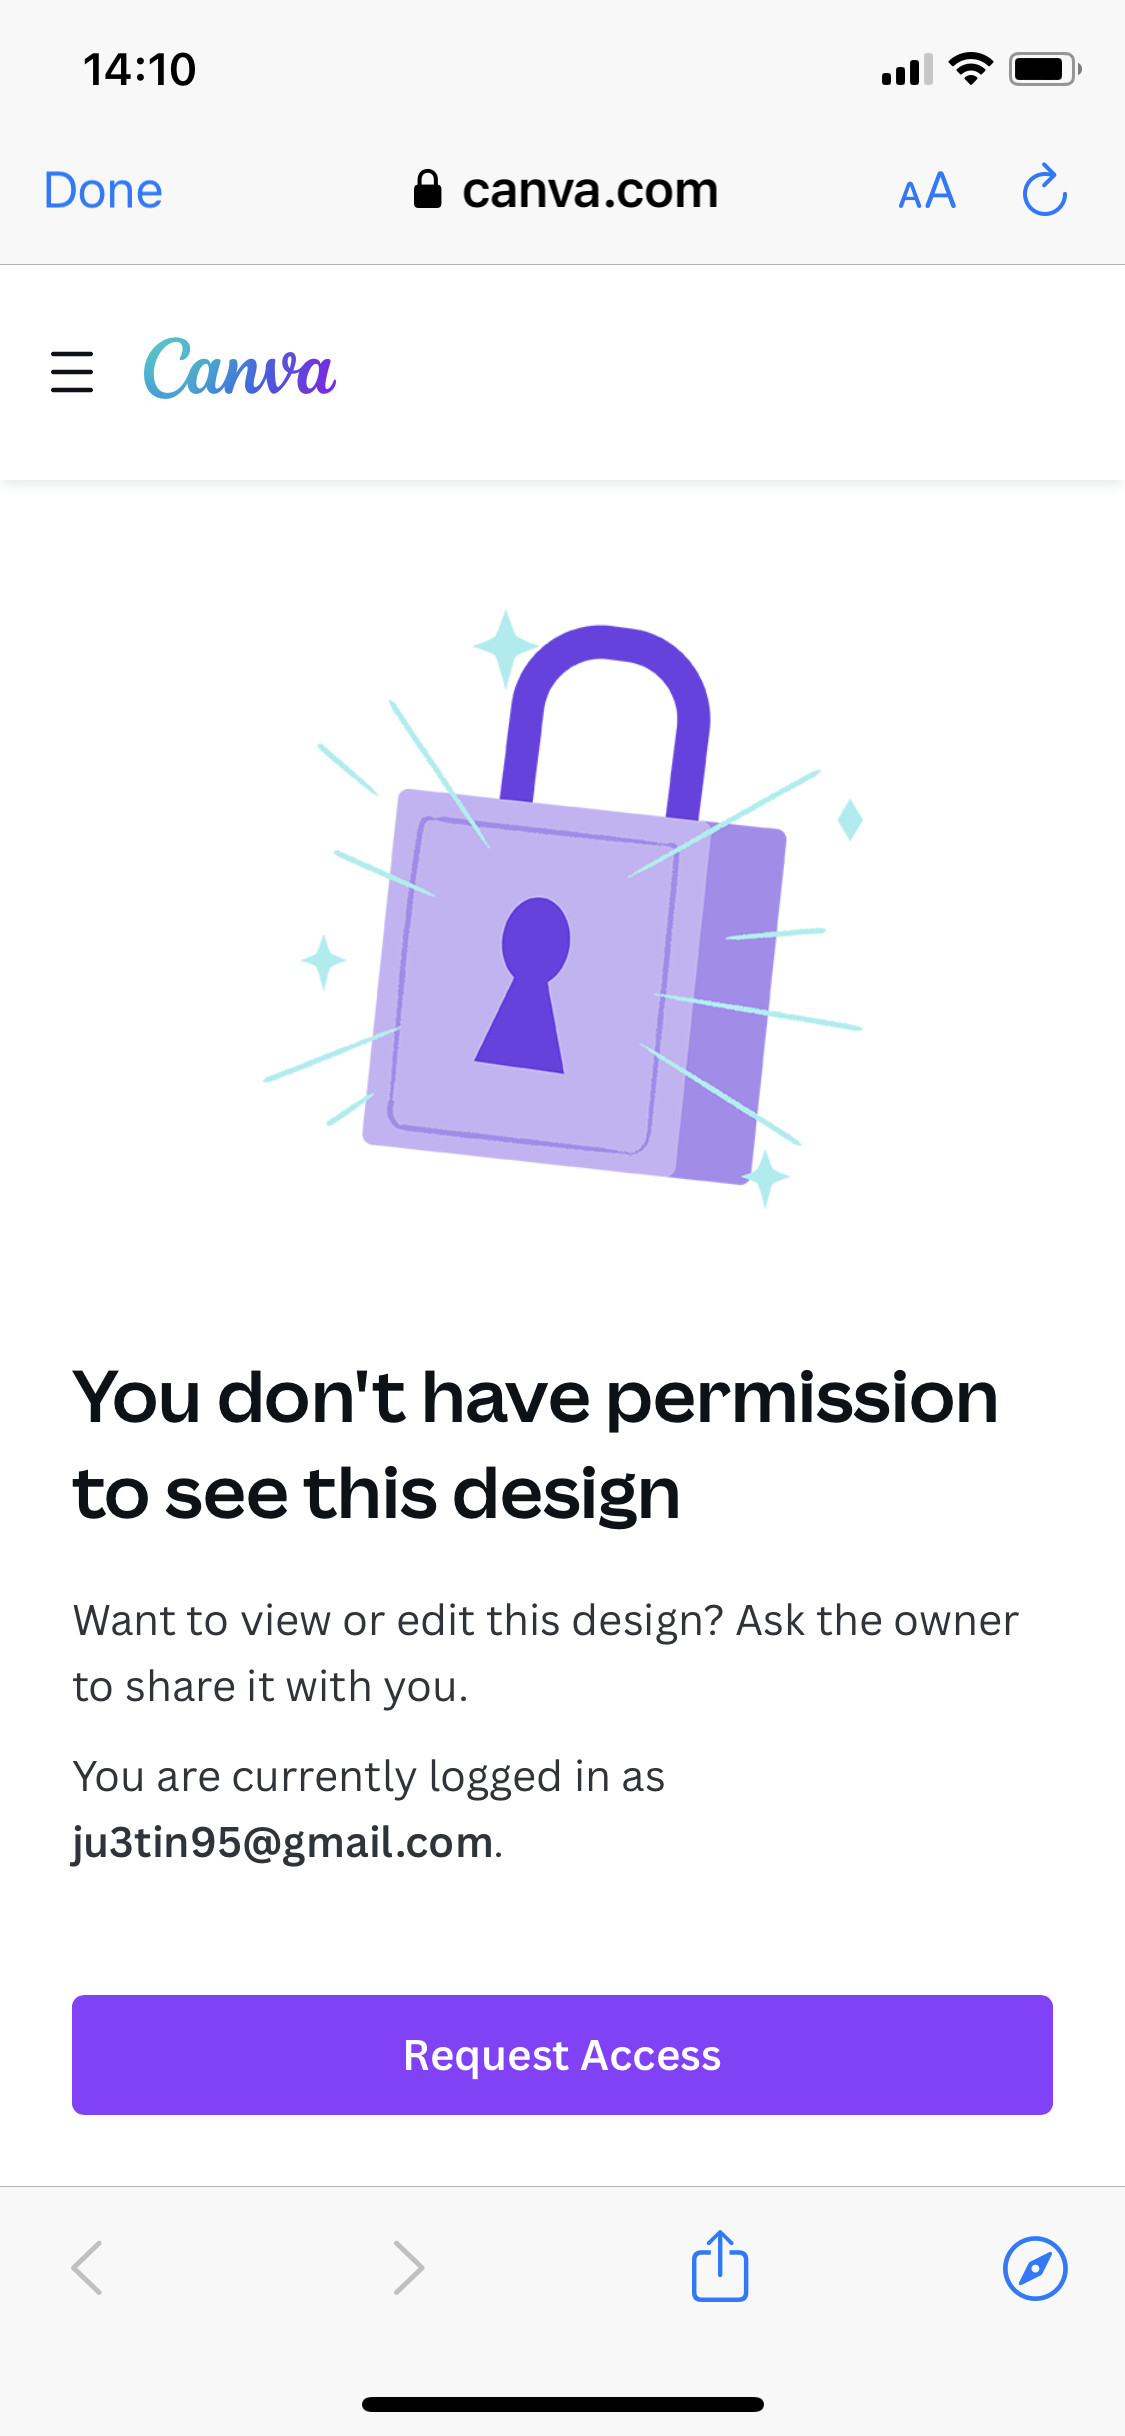 14:10
Done
canva.com
AA
Canva
You don't have permission
to see this design
Want to view or edit this design? Ask the owner
to share it with you.
You are currently logged in as
ju3tin95@gmail.com.
Request Access